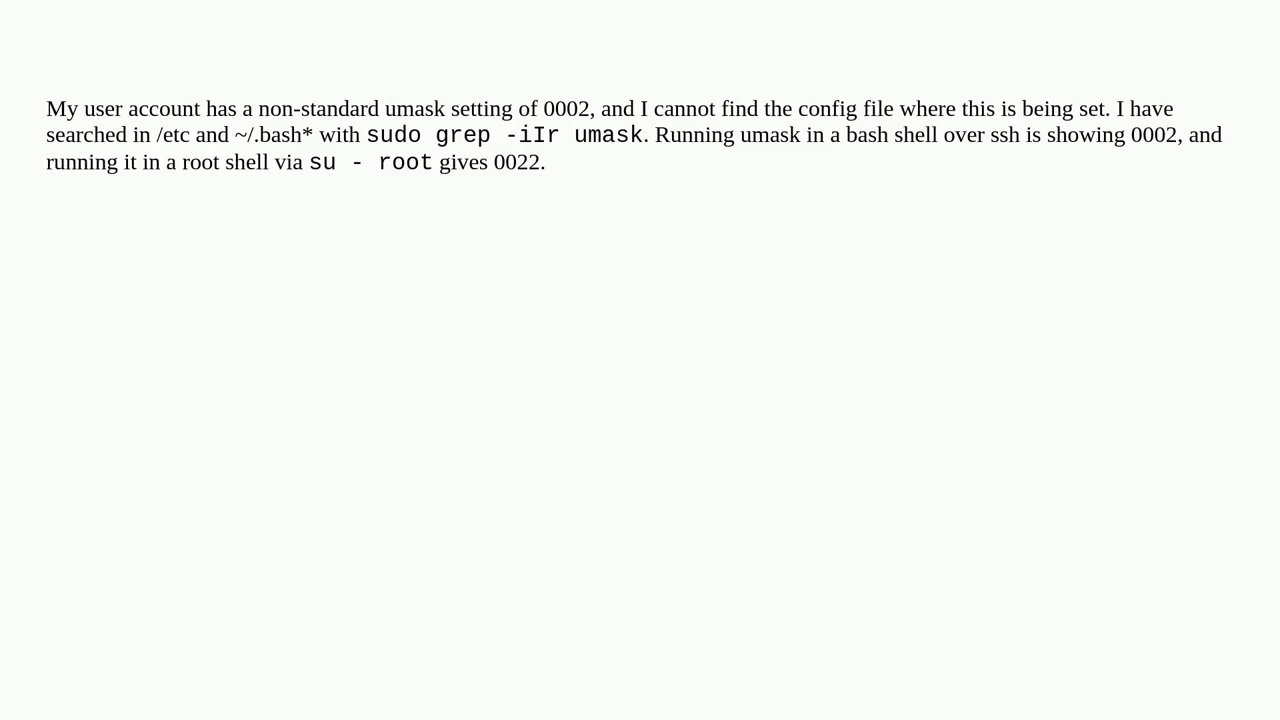 My user account has a non-standard umask setting of 0002, and I cannot find the config file where this is being set. I have
searched in /etc and ~/.bash* with sudo grep -iIr umask. Running umask in a bash shell over ssh is showing 0002, and
running it in a root shell via su - root gives 0022.